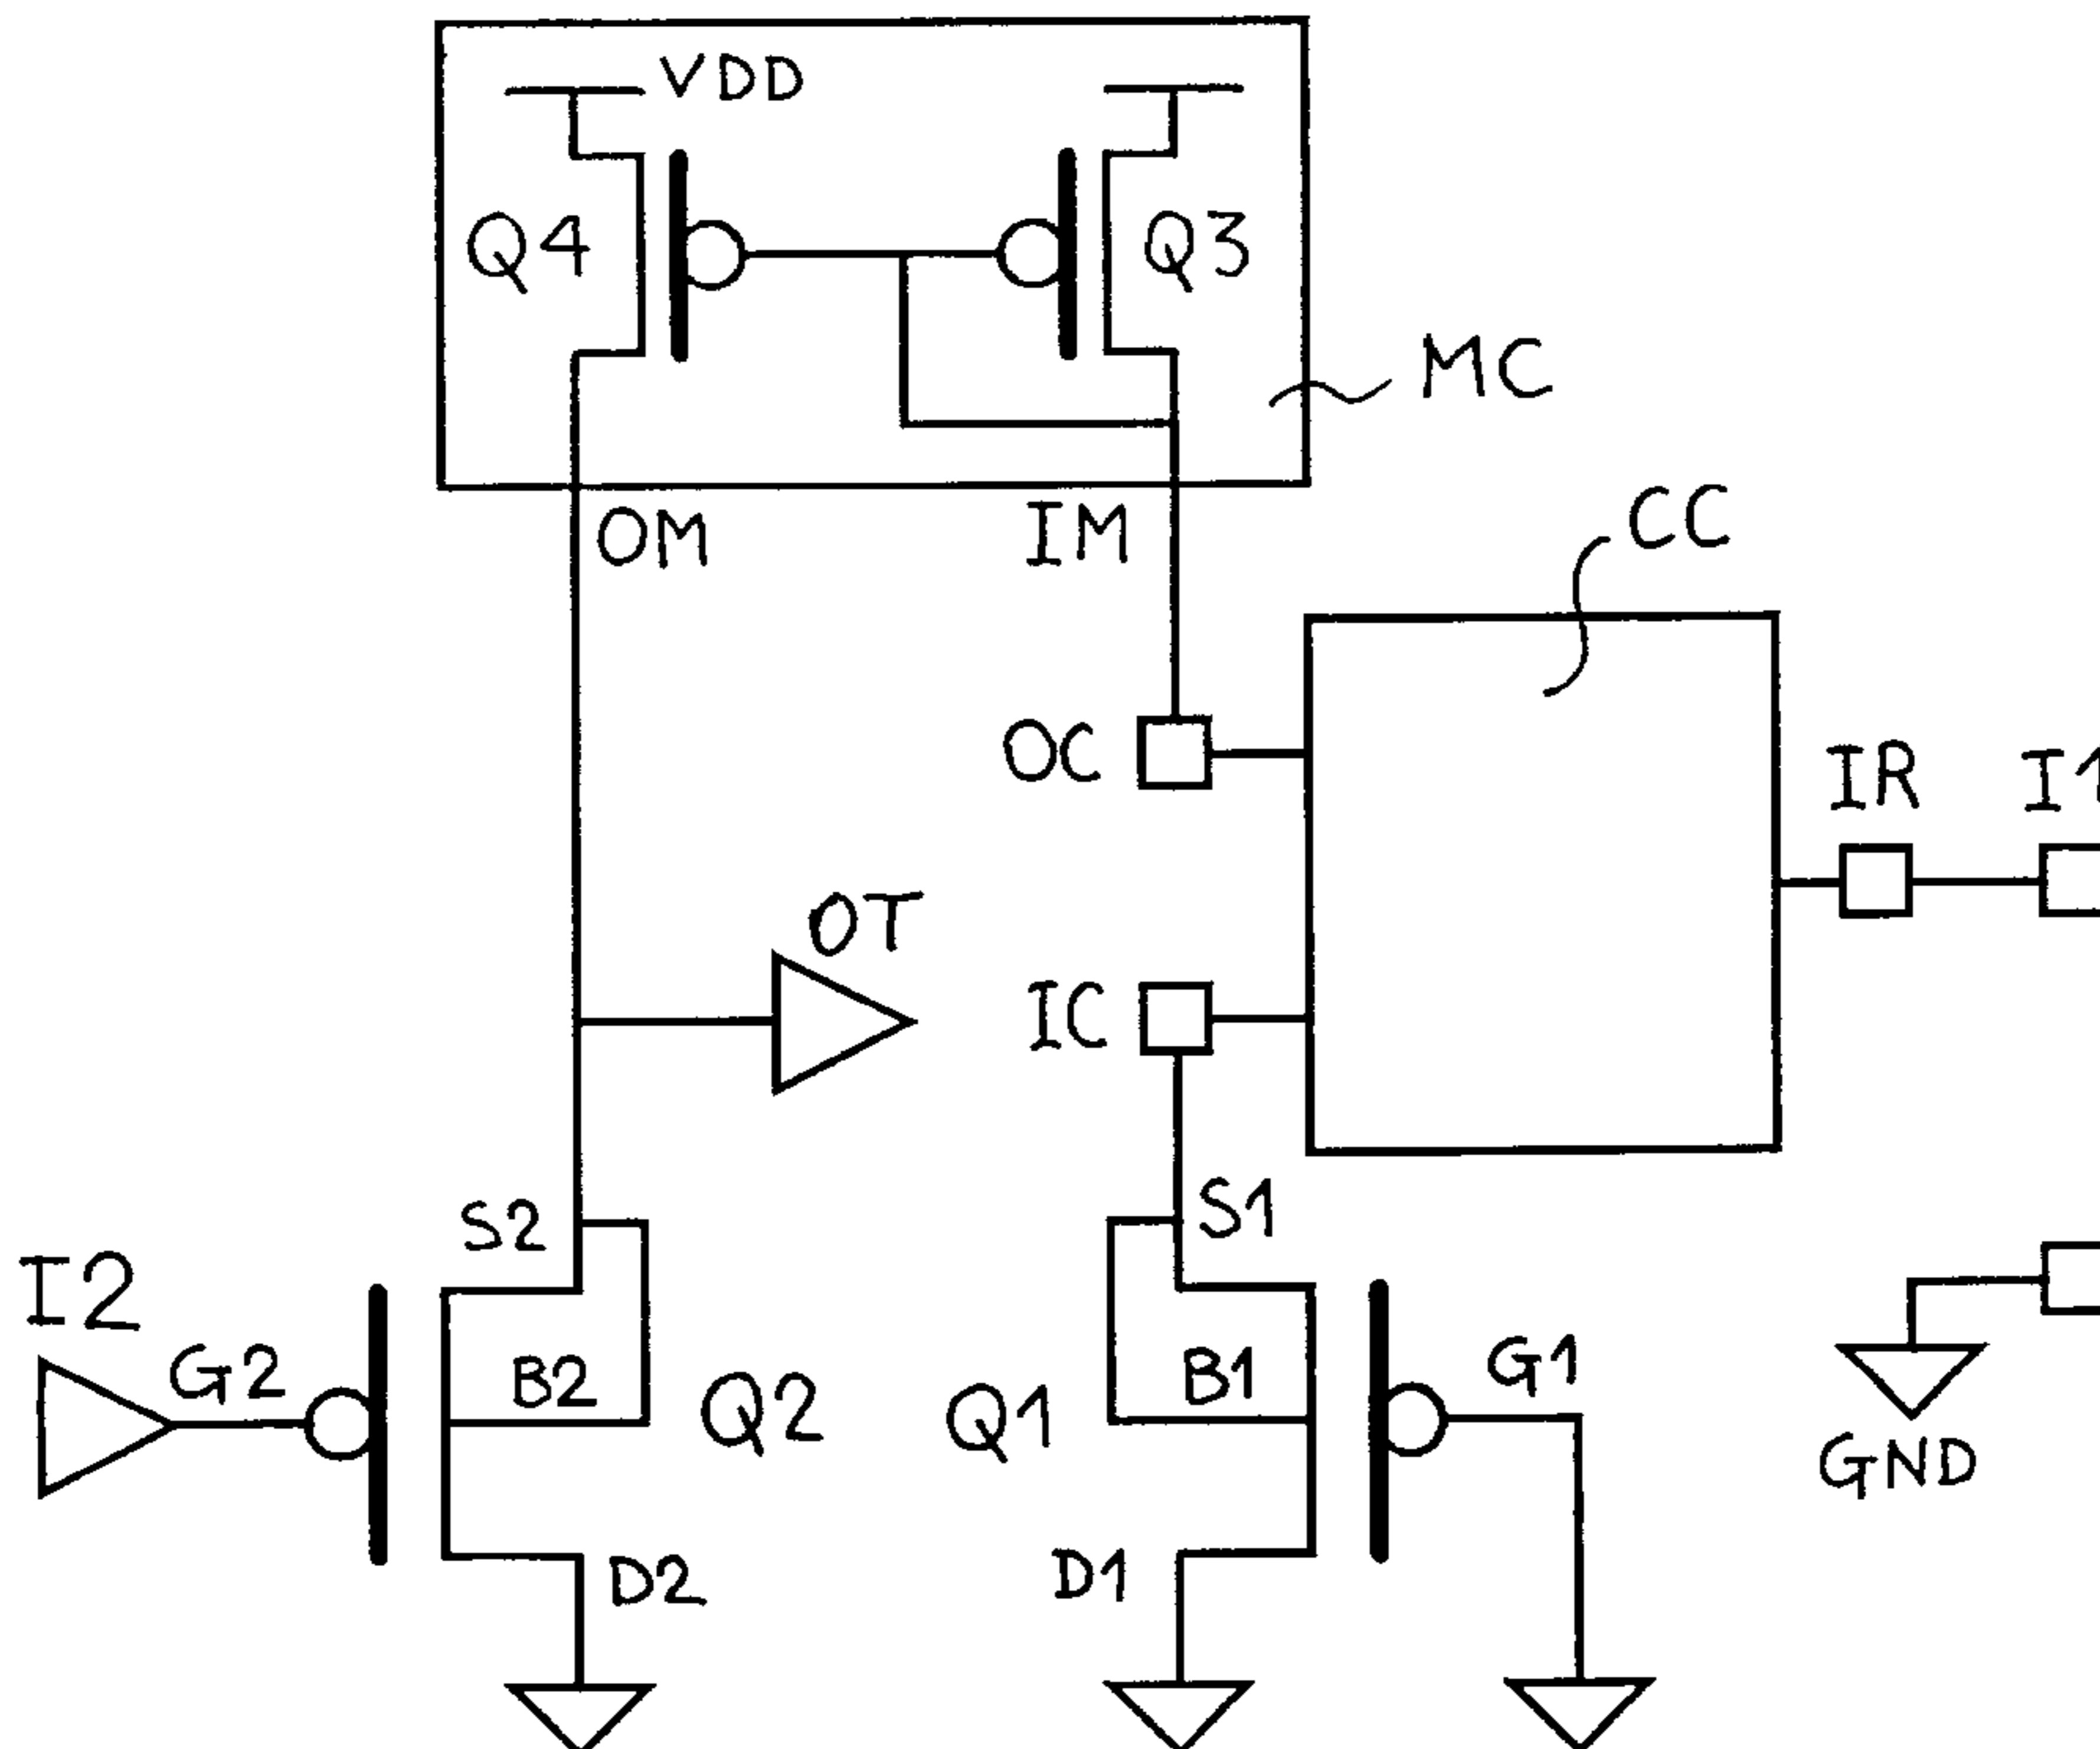 VDD
Q4
Q3
MC
OM
IM
CC
OC
IR
I1
OT
IC
S2
S1
I2
G2
B2
Q2
Q1
B1
G1
GND
D2
D1